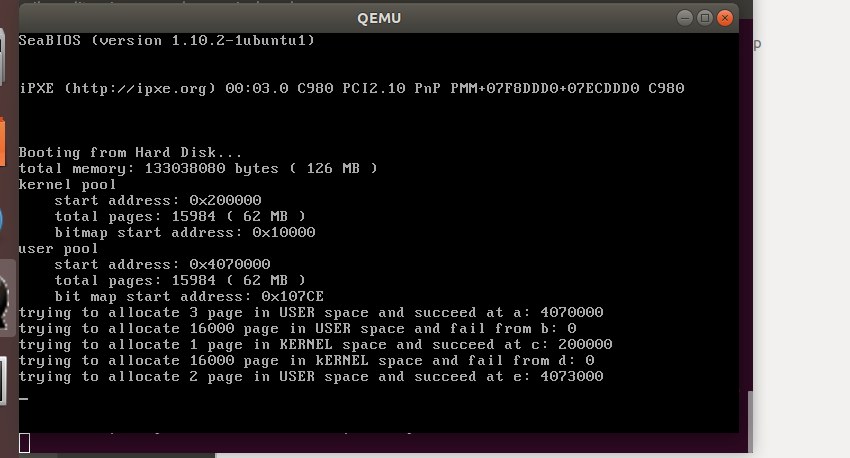 QEMU
SeaBIOS (version 1.10.2-1ubuntu1)
iPXE (http://ipxe.org) 00:03.0 C980 PCI2.10 PnP PMM+07F8DDD0+07ECDDD0 C980
Booting from Hard Disk...
total memory: 133038080 bytes ( 126 MB )
kernel pool
    start address: 0x200000
    total pages: 15984 ( 62 MB )
    bitmap start address: 0x10000
user pool
    start address: 0x4070000
    total pages: 15984 ( 62 MB )
    bit map start address: 0x107CE
trying to allocate 3 page in USER space and succeed at a: 4070000
trying to allocate 16000 page in USER space and fail from b: 0
trying to allocate 1 page in KERNEL space and succeed at c: 200000
trying to allocate 16000 page in kERNEL space and fail from d: 0
trying to allocate 2 page in USER space and succeed at e: 4073000